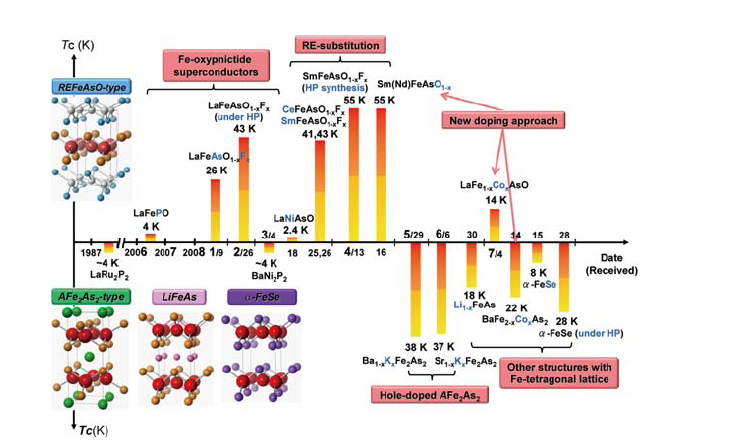 Tc (K)
RE-substitution
Fe-oxypnictide
superconductors
SmFeAsO1-xFx
(HP synthesis)
Sm(Nd)FeAsO1-x
REFeAsO-type
LaFeAsO1-xFx
(under HP)
43 K
CeFeAsO1-xFx
SmFeAsO1-xFx
41,43 K
55 K
55 K
New doping approach
LaFeAsO1-xFx
26 K
LaFe1-xCoxAsO
14 K
LaFePO
4 K
LaNiAsO
2.4 K
3/4
5/29
6/6
30
14
15
28
1987
2006
2007
2008
1/9
2/26
18
25,26
4/13
16
7/4
Date
(Received)
~4 K
LaRu2P2
~4 K
BaNi2P2
8 K
α-FeSe
18 K
Li1-xFeAs
22 K
BaFe2-xCoxAs2
28 K
α-FeSe (under HP)
AFe2As2-type
LiFeAs
α-FeSe
38 K
37 K
Ba1-xKxFe2As2
Sr1-xKxFe2As2
Other structures with
Fe-tetragonal lattice
Hole-doped AFe2As2
Tc(K)